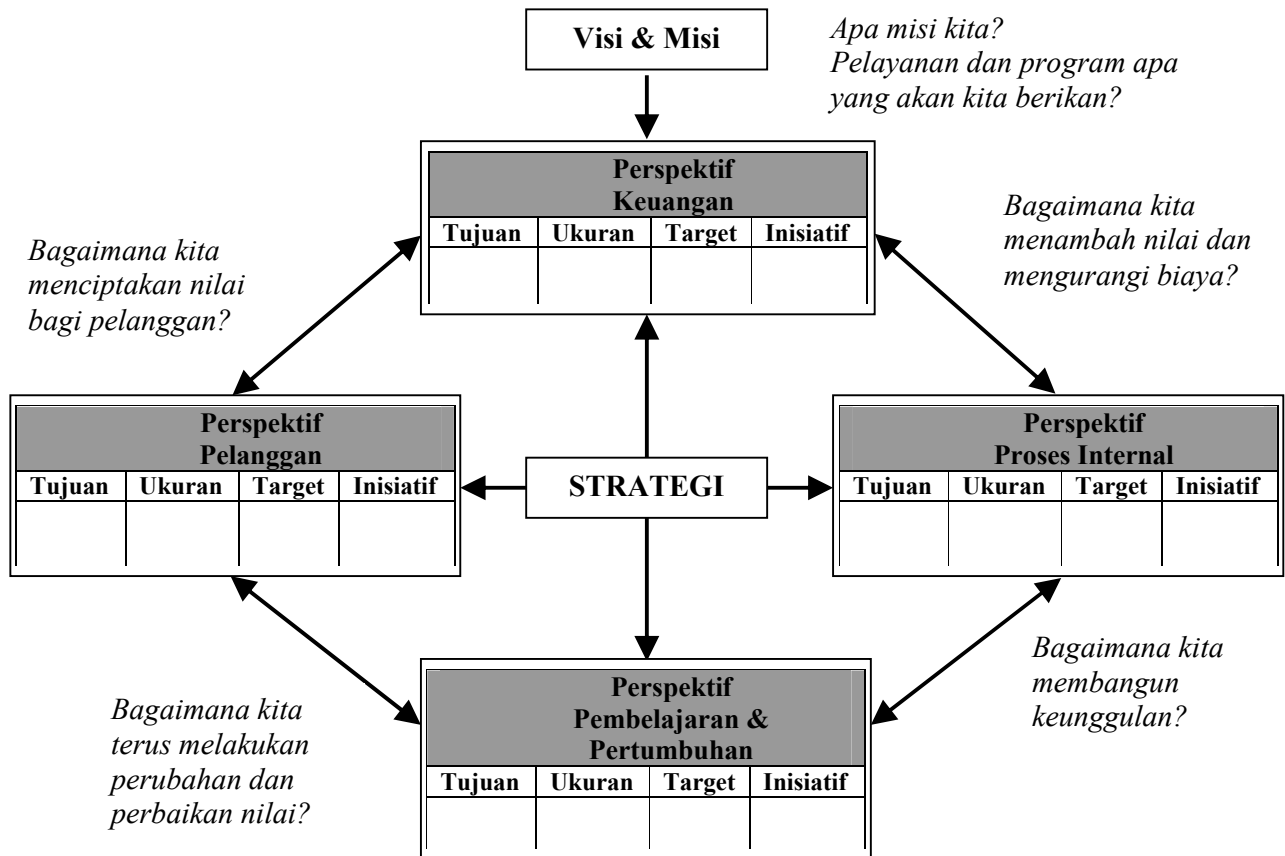 Visi & Misi
Apa misi kita?
Pelayanan dan program apa
yang akan kita berikan?
Perspektif
Keuangan
Tujuan Ukuran Target Inisiatif
Bagaimana kita
menciptakan nilai
bagi pelanggan?
Bagaimana kita
menambah nilai dan
mengurangi biaya?
Perspektif
Pelanggan
Tujuan Ukuran Target Inisiatif
STRATEGI
Perspektif
Proses Internal
Tujuan Ukuran Target Inisiatif
Bagaimana kita
terus melakukan
perubahan dan
perbaikan nilai?
Perspektif
Pembelajaran &
Pertumbuhan
Tujuan Ukuran Target Inisiatif
Bagaimana kita
membangun
keunggulan?